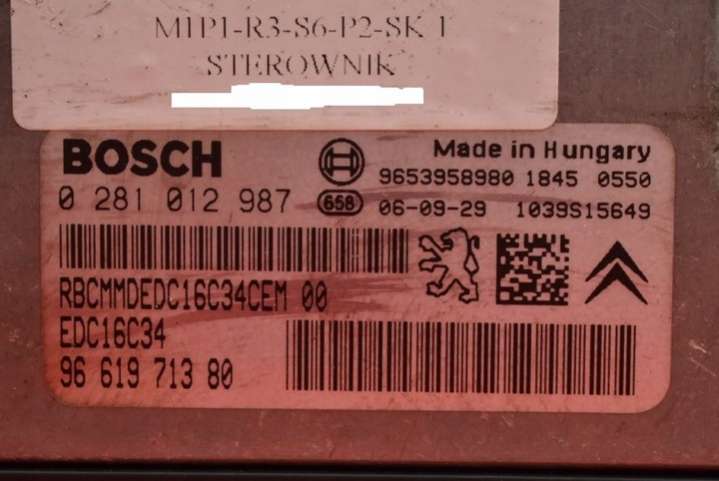 M1P1-R3-S6-P2-SK 1
STEROWNIK
BOSCH
Made in Hungary
9653958980 1845 0550
0 281 012 987
658
06-09-29 1039S15649
RBCMMDEDC16C34CEM 00
EDC16C34
96 619 713 80